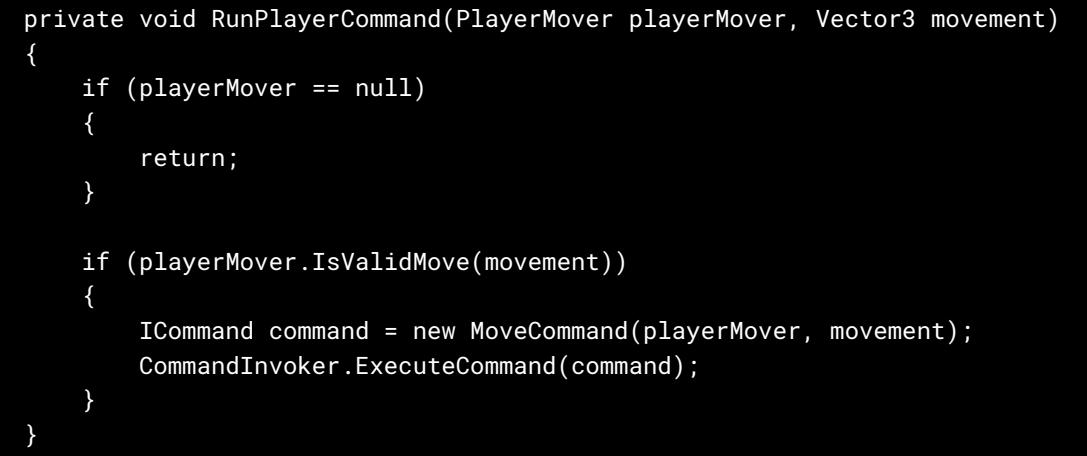 private void RunPlayerCommand(PlayerMover playerMover, Vector3 movement)
{
    if (playerMover == null)
    {
        return;
    }

    if (playerMover.IsValidMove(movement))
    {
        ICommand command = new MoveCommand(playerMover, movement);
        CommandInvoker.ExecuteCommand(command);
    }
}